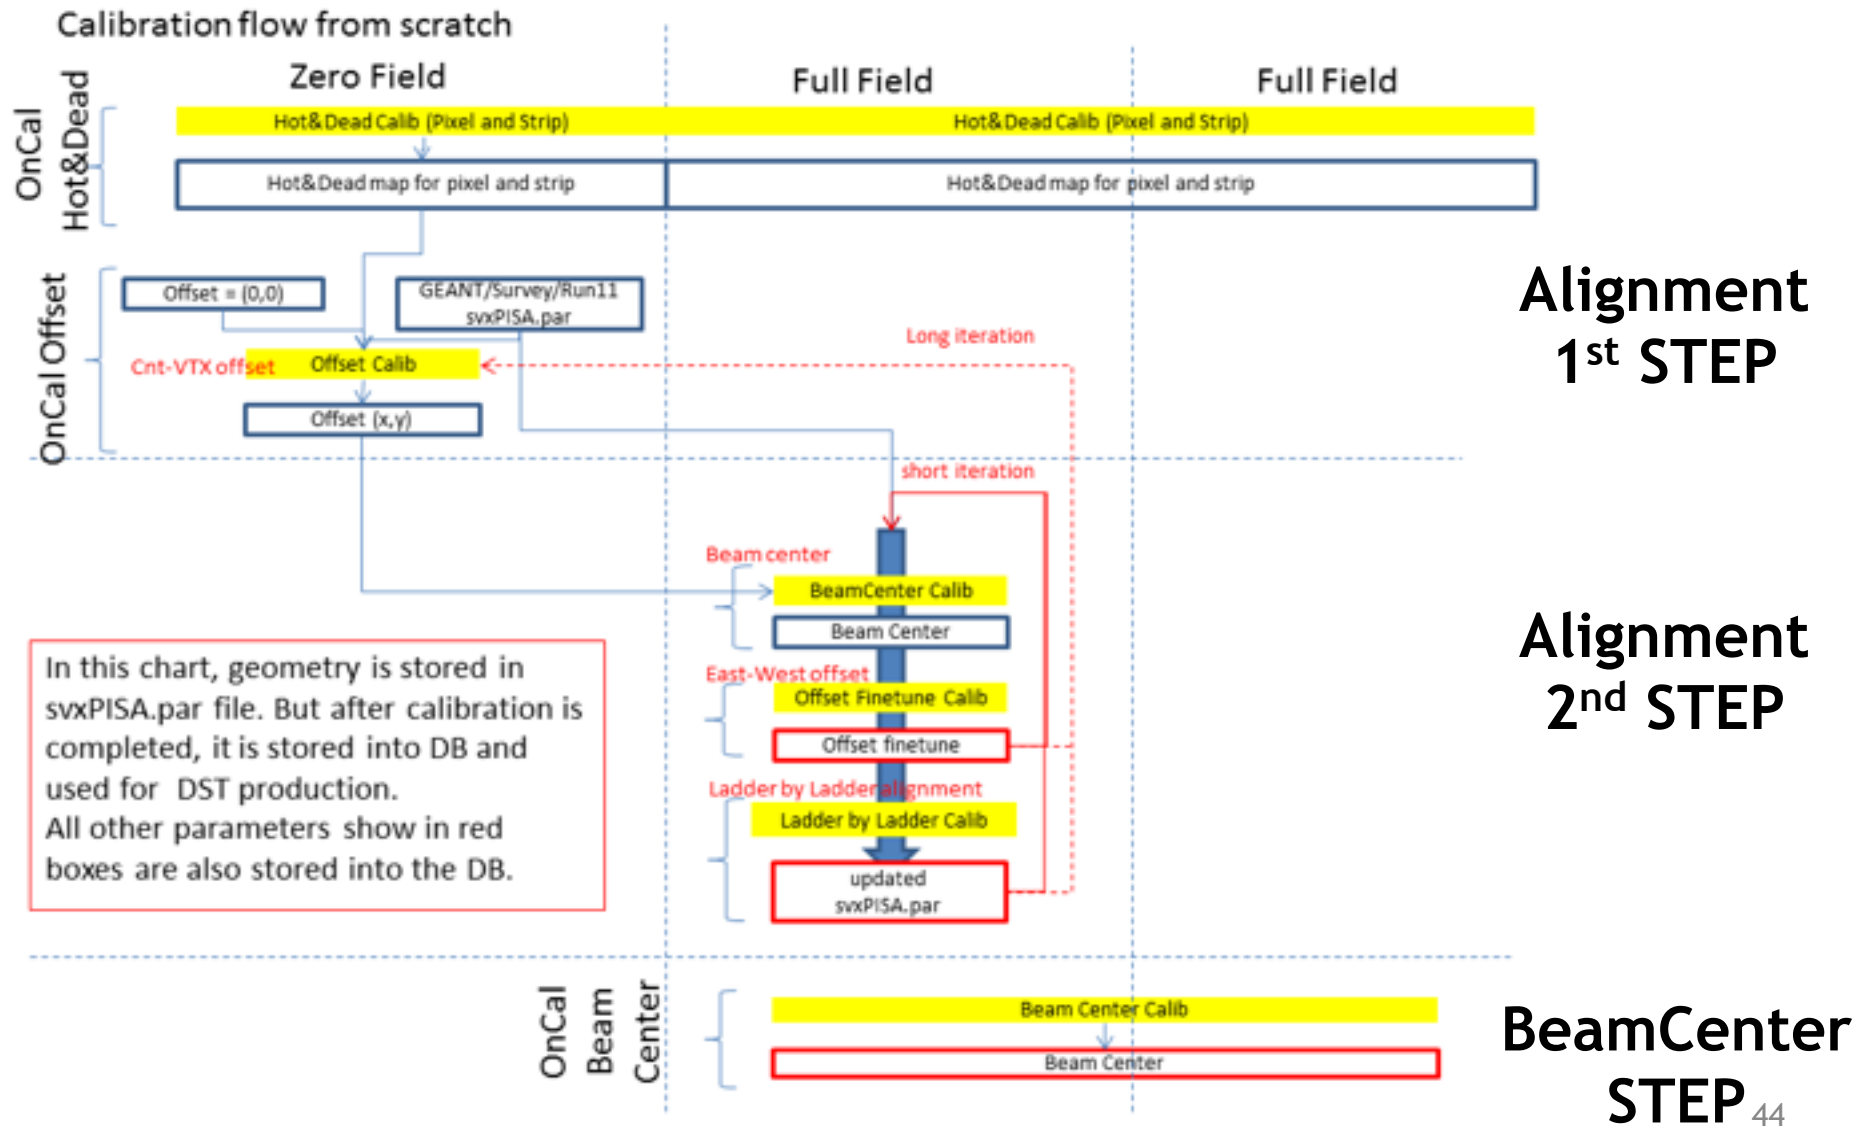 Calibration flow from scratch
Zero Field
Full Field
Full Field
OnCal
Hot&Dead
Hot&Dead Calib (Pixel and Strip)
Hot&Dead Calib (Pixel and Strip)
Hot&Dead map for pixel and strip
Hot&Dead map for pixel and strip
OnCal Offset
Offset = (0,0)
GEANT/Survey/Run11
svxPISA.par
Cnt-VTX offset
Offset Calib
Offset (x,y)
Long iteration
Alignment
1st STEP
short iteration
Beam center
BeamCenter Calib
Beam Center
East-West offset
Offset Finetune Calib
Offset finetune
Ladder by Ladder alignment
Ladder by Ladder Calib
updated
svxPISA.par
Alignment
2nd STEP
In this chart, geometry is stored in
svxPISA.par file. But after calibration is
completed, it is stored into DB and
used for DST production.
All other parameters show in red
boxes are also stored into the DB.
OnCal
Beam
Center
Beam Center Calib
Beam Center
BeamCenter
STEP
44